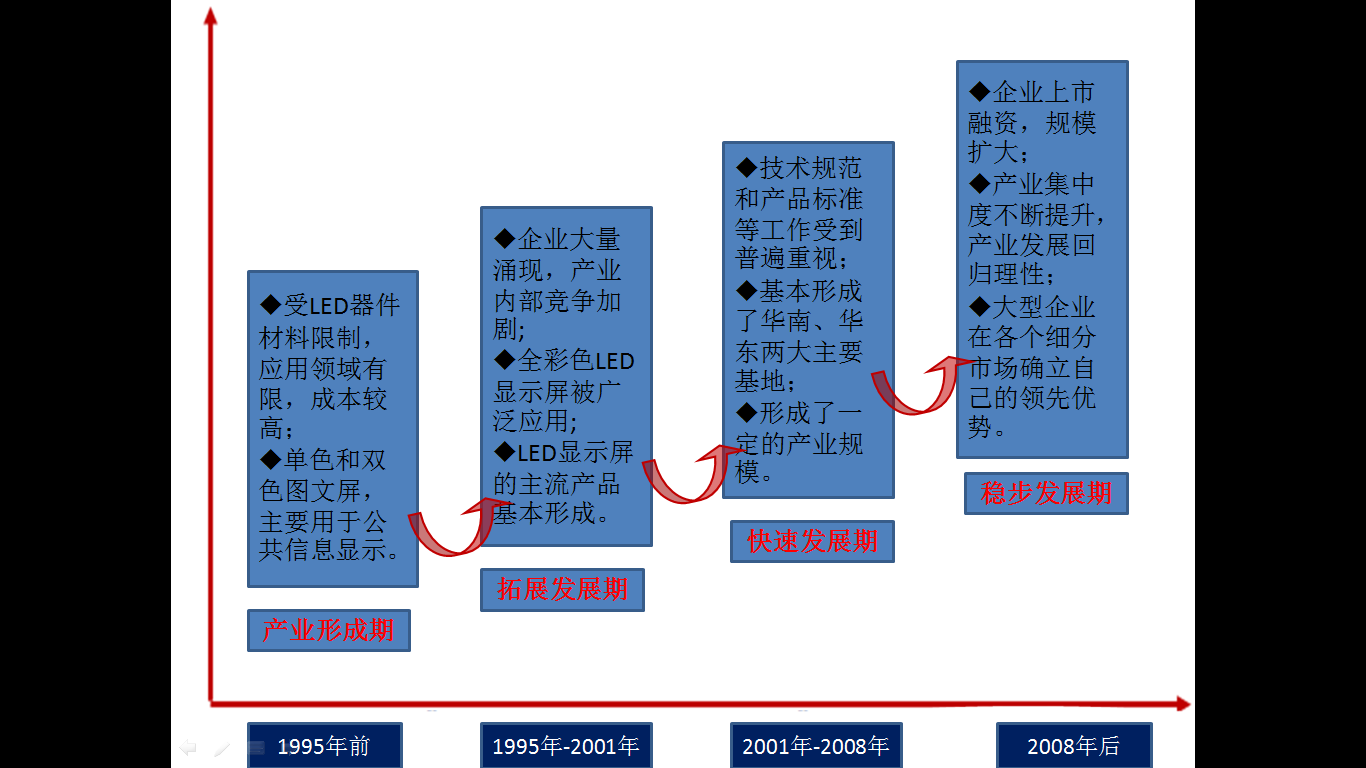 ◆受LED器件
材料限制，
应用领域有
限，成本较
高；
◆单色和双
色图文屏，
主要用于公
共信息显示。
产业形成期
1995年前
◆企业大量
涌现，产业
内部竞争加
剧;
◆全彩色LED
显示屏被广
泛应用;
◆LED显示屏
的主流产品
基本形成。
拓展发展期
1995年-2001年
◆技术规范
和产品标准
等工作受到
普遍重视；
◆基本形成
了华南、华
东两大主要
基地；
◆形成了一
定的产业规
模。
快速发展期
2001年-2008年
◆企业上市
融资，规模
扩大；
◆产业集中
度不断提升，
产业发展回
归理性；
◆大型企业
在各个细分
市场确立自
己的领先优
势。
稳步发展期
2008年后